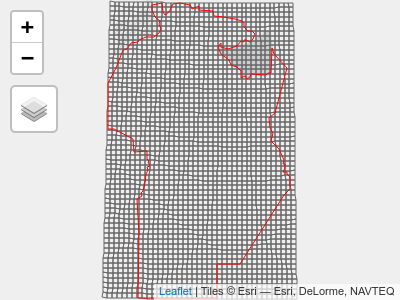 +
−
Leaflet | Tiles © Esri — Esri, DeLorme, NAVTEQ